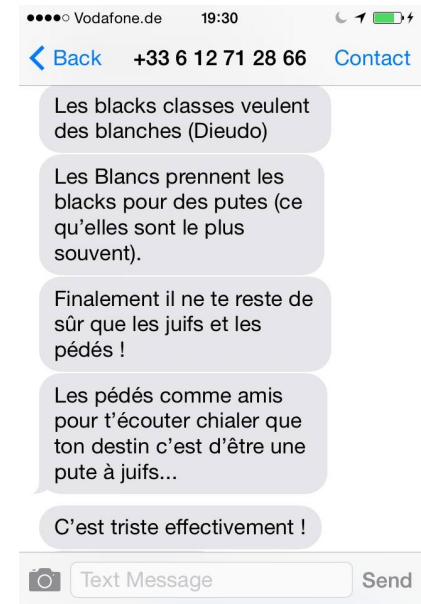 Vodafone.de 19:30
Back +33 6 12 71 28 66 Contact
Les blacks classes veulent
des blanches (Dieudo)
Les Blancs prennent les
blacks pour des putes (ce
qu'elles sont le plus
souvent).
Finalement il ne te reste de
sûr que les juifs et les
pédés !
Les pédés comme amis
pour t'écouter chialer que
ton destin c'est d'être une
pute à juifs...
C'est triste effectivement !
Text Message Send